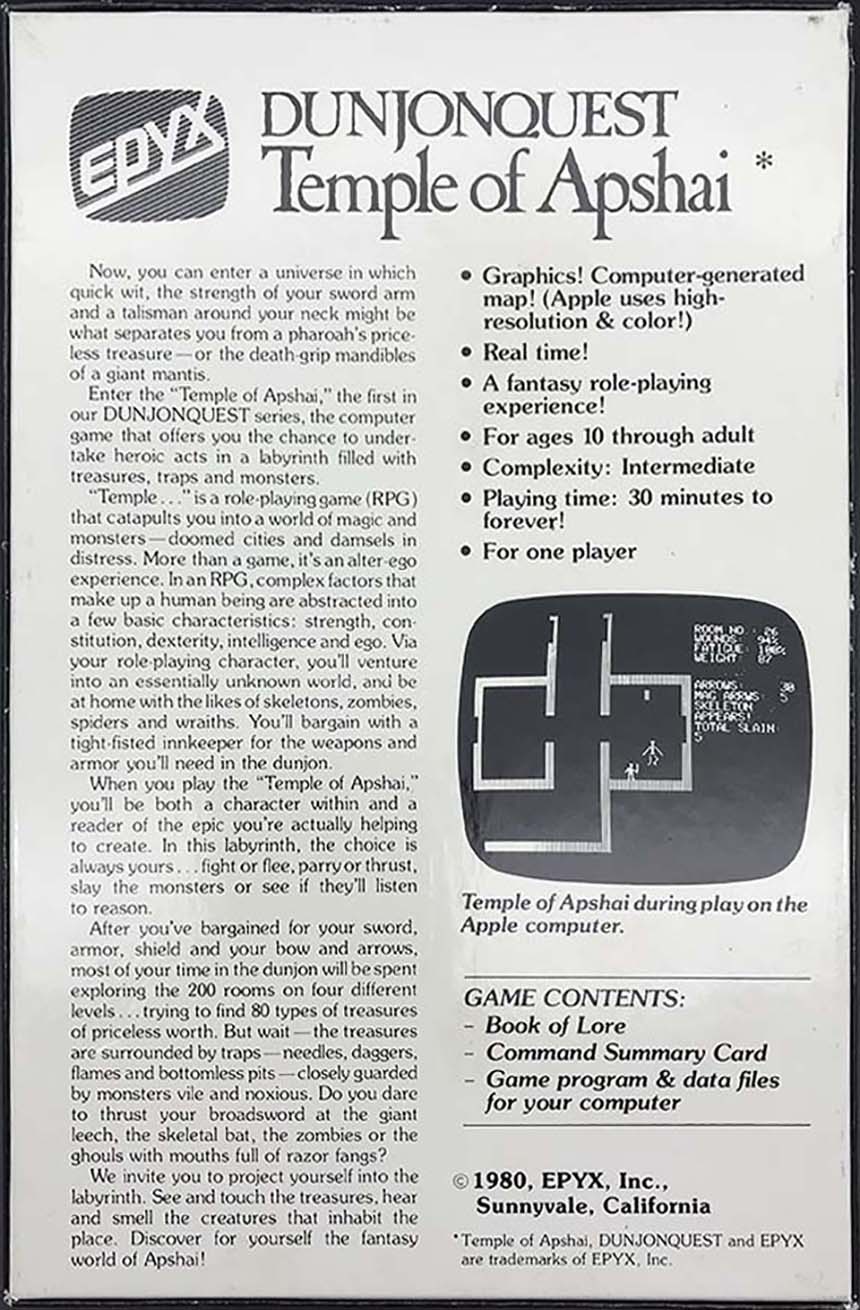 EPYX
DUNJONQUEST
Temple of Apshai *
Now, you can enter a universe in which
quick wit, the strength of your sword arm
and a talisman around your neck might be
what separates you from a pharoah's price-
less treasure—or the death-grip mandibles
of a giant mantis.
Enter the "Temple of Apshai," the first in
our DUNJONQUEST series, the computer
game that offers you the chance to under-
take heroic acts in a labyrinth filled with
treasures, traps and monsters.
"Temple . . ." is a role-playing game (RPG)
that catapults you into a world of magic and
monsters—doomed cities and damsels in
distress. More than a game, it's an alter-ego
experience. In an RPG, complex factors that
make up a human being are abstracted into
a few basic characteristics: strength, con-
stitution, dexterity, intelligence and ego. Via
your role-playing character, you'll venture
into an essentially unknown world, and be
at home with the likes of skeletons, zombies,
spiders and wraiths. You'll bargain with a
tight-fisted innkeeper for the weapons and
armor you'll need in the dunjon.
When you play the "Temple of Apshai,"
you'll be both a character within and a
reader of the epic you're actually helping
to create. In this labyrinth, the choice is
always yours . . . fight or flee, parry or thrust,
slay the monsters or see if they'll listen
to reason.
After you've bargained for your sword,
armor, shield and your bow and arrows,
most of your time in the dunjon will be spent
exploring the 200 rooms on four different
levels . . . trying to find 80 types of treasures
of priceless worth. But wait—the treasures
are surrounded by traps—needles, daggers,
flames and bottomless pits—closely guarded
by monsters vile and noxious. Do you dare
to thrust your broadsword at the giant
leech, the skeletal bat, the zombies or the
ghouls with mouths full of razor fangs?
We invite you to project yourself into the
labyrinth. See and touch the treasures, hear
and smell the creatures that inhabit the
place. Discover for yourself the fantasy
world of Apshai!
• Graphics! Computer-generated
map! (Apple uses high-
resolution & color!)
• Real time!
• A fantasy role-playing
experience!
• For ages 10 through adult
• Complexity: Intermediate
• Playing time: 30 minutes to
forever!
• For one player
ROOM NO : 26
WOUNDS: 94%
FATIGUE: 100%
WEIGHT: 87
ARROWS: 30
MAG ARRWS: 5
SKELETON
APPEARS!
TOTAL SLAIN:
5
Temple of Apshai during play on the
Apple computer.
GAME CONTENTS:
- Book of Lore
- Command Summary Card
- Game program & data files
for your computer
© 1980, EPYX, Inc.,
Sunnyvale, California
*Temple of Apshai, DUNJONQUEST and EPYX
are trademarks of EPYX, Inc.